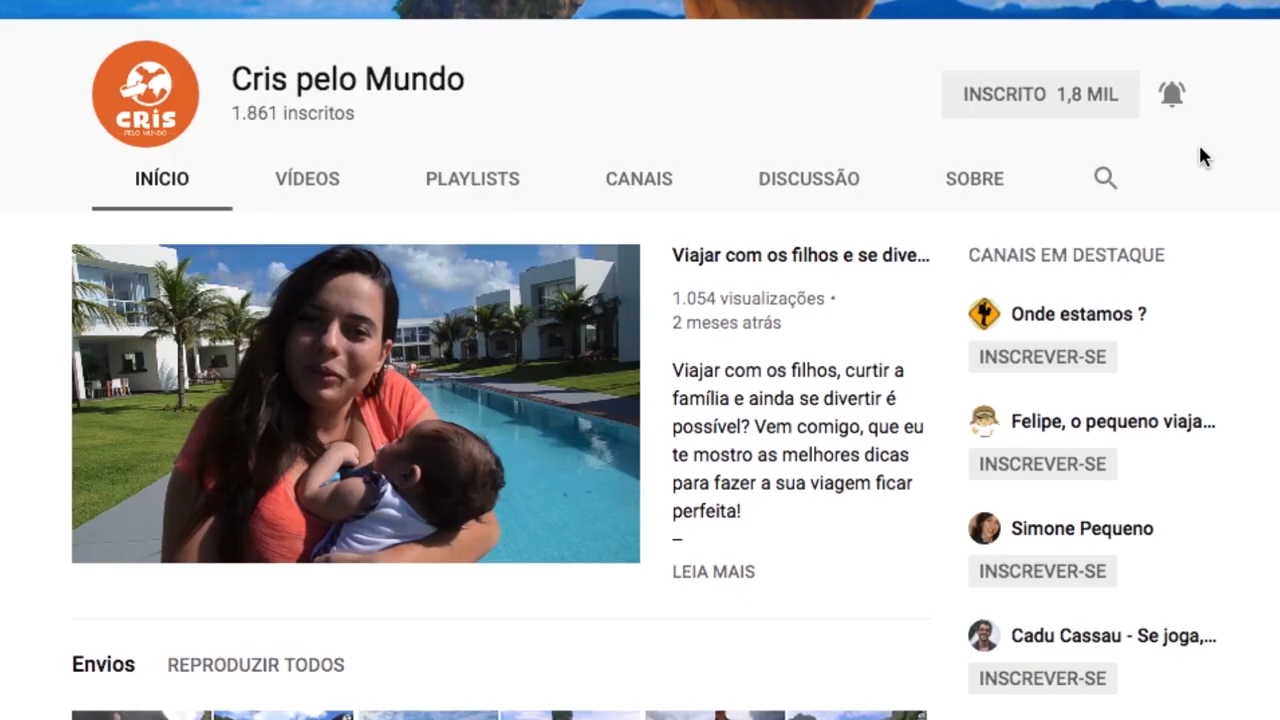 CRIS
PELO MUNDO
Cris pelo Mundo
1.861 inscritos
INSCRITO 1,8 MIL
INÍCIO
VÍDEOS
PLAYLISTS
CANAIS
DISCUSSÃO
SOBRE
Viajar com os filhos e se dive...
1.054 visualizações •
2 meses atrás
Viajar com os filhos, curtir a
família e ainda se divertir é
possível? Vem comigo, que eu
te mostro as melhores dicas
para fazer a sua viagem ficar
perfeita!
–
LEIA MAIS
CANAIS EM DESTAQUE
Onde estamos ?
INSCREVER-SE
Felipe, o pequeno viaja...
INSCREVER-SE
Simone Pequeno
INSCREVER-SE
Cadu Cassau - Se joga,...
INSCREVER-SE
Envios
REPRODUZIR TODOS